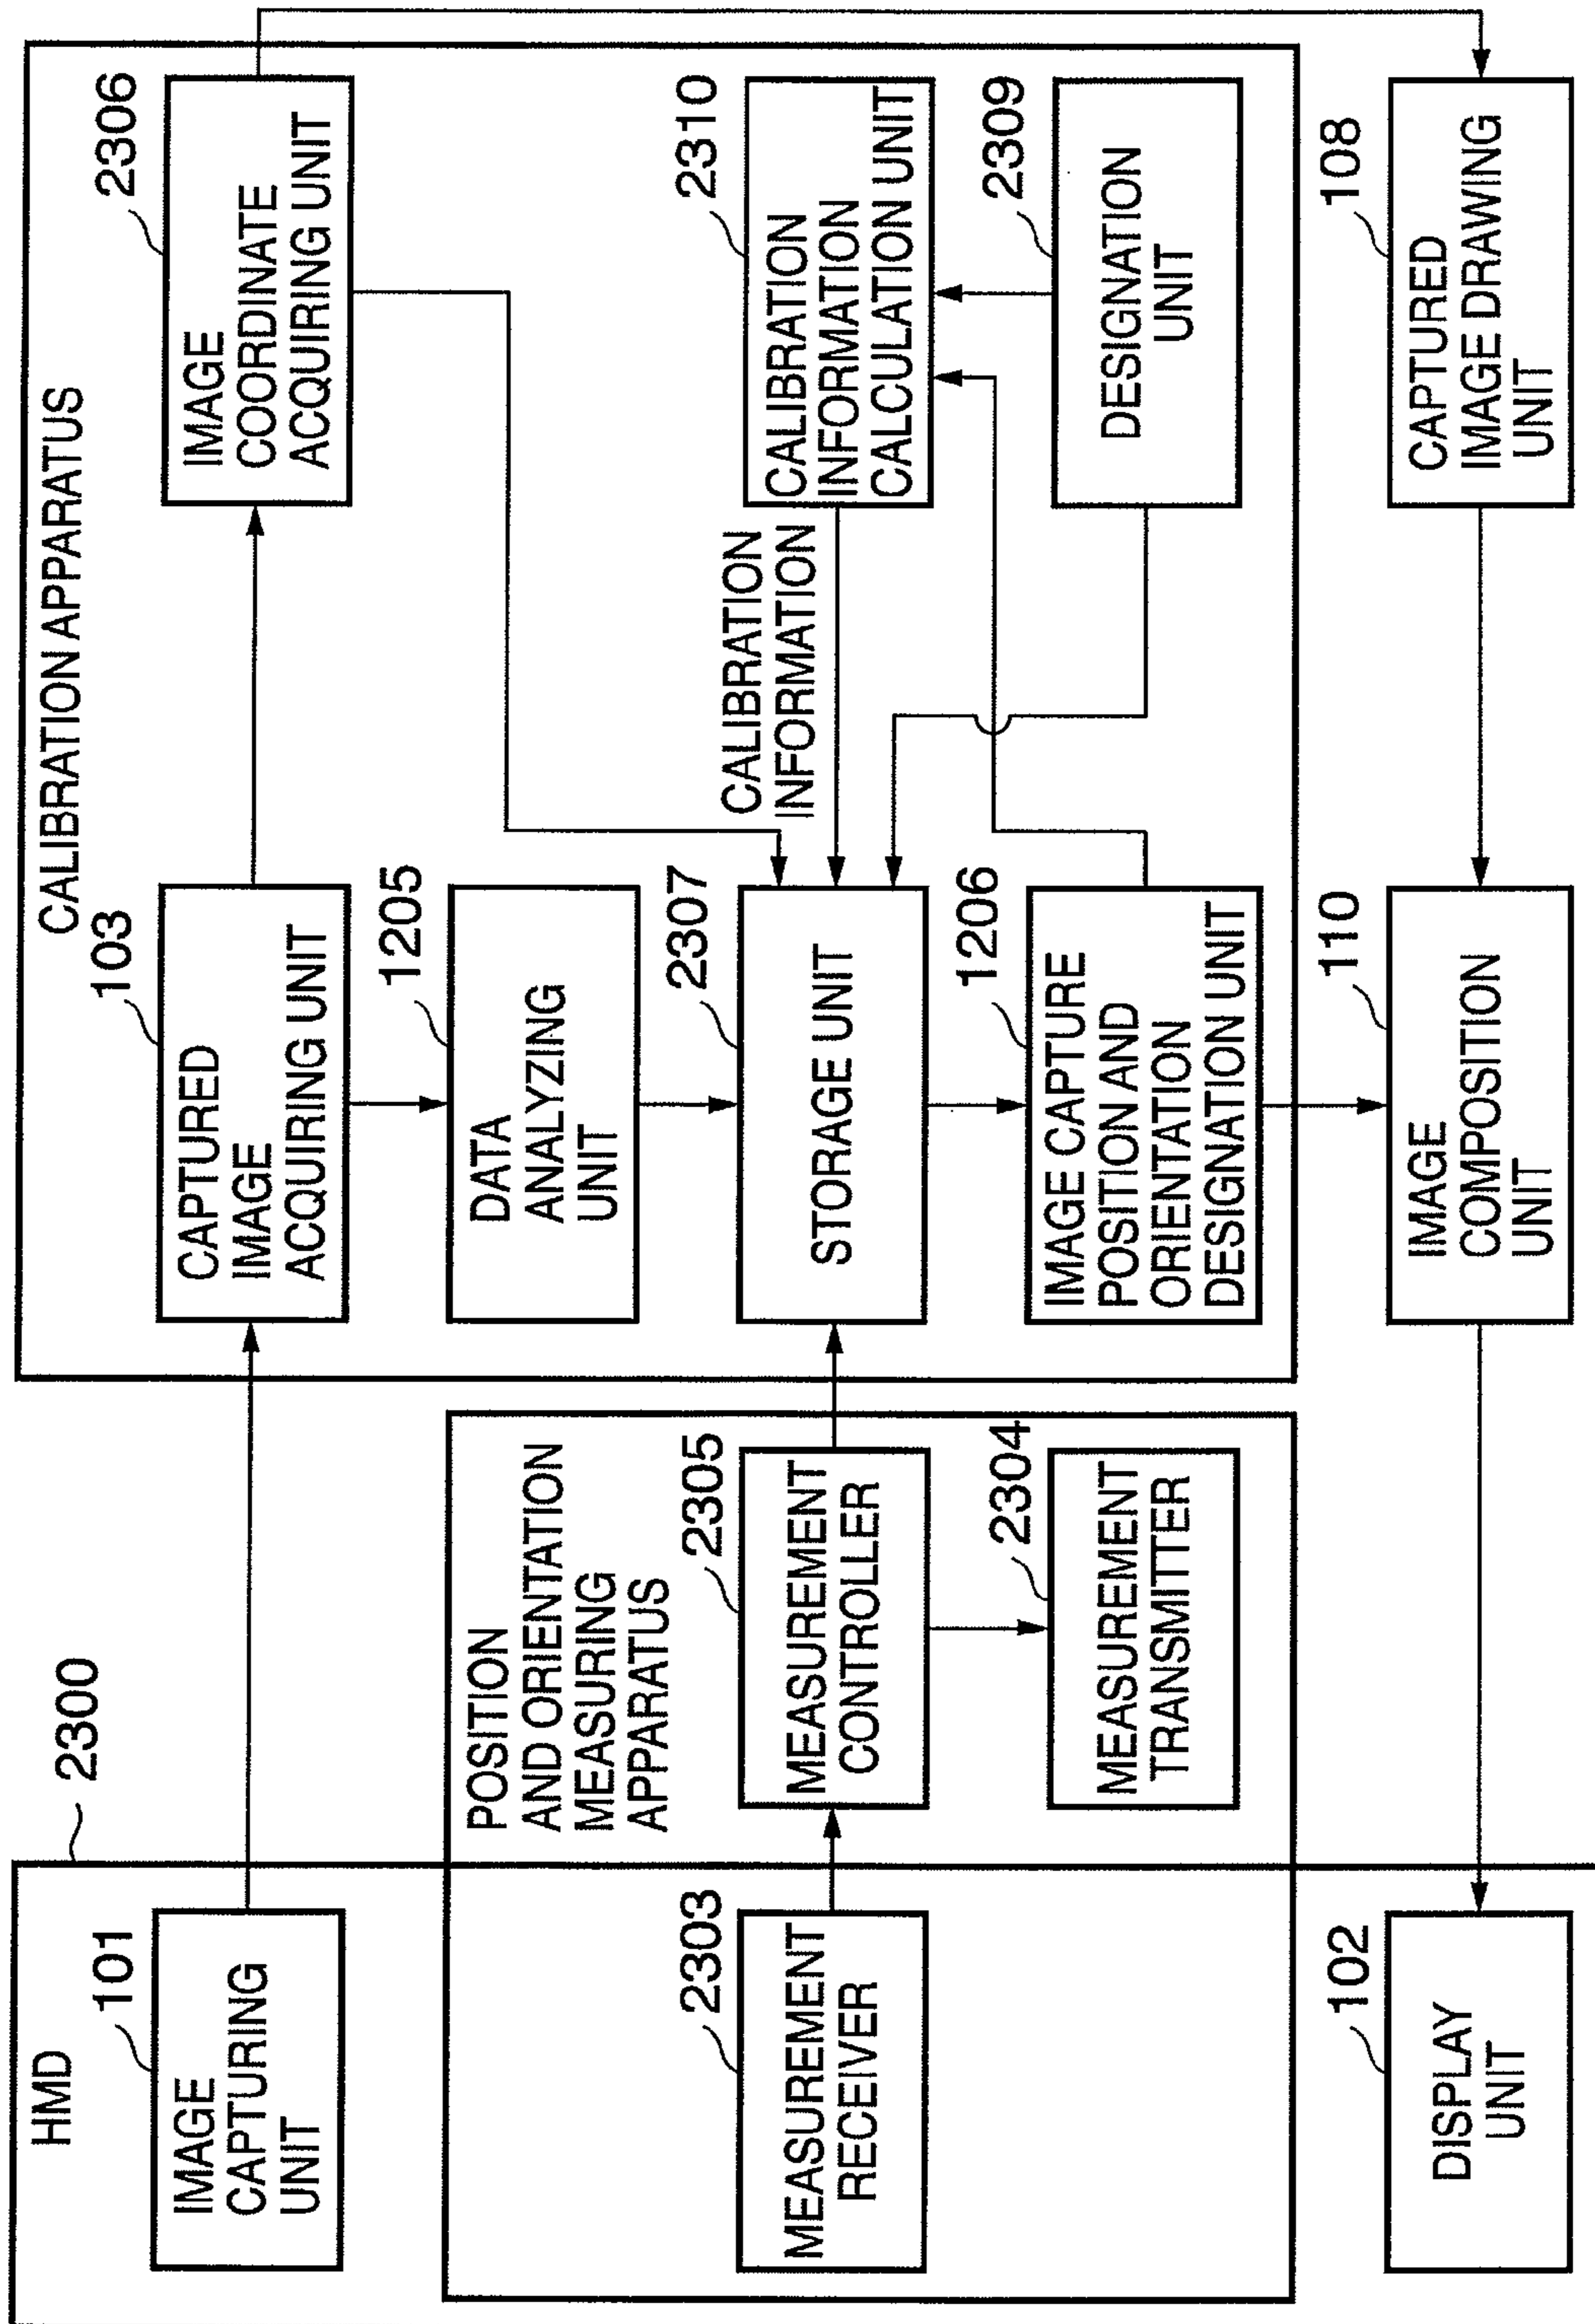 HMD
2300
101
IMAGE
CAPTURING
UNIT
POSITION
AND ORIENTATION
MEASURING
APPARATUS
2303
MEASUREMENT
RECEIVER
2305
MEASUREMENT
CONTROLLER
2304
MEASUREMENT
TRANSMITTER
102
DISPLAY
UNIT
CALIBRATION APPARATUS
103
CAPTURED
IMAGE
ACQUIRING UNIT
2306
IMAGE
COORDINATE
ACQUIRING UNIT
1205
DATA
ANALYZING
UNIT
2307
STORAGE UNIT
CALIBRATION
INFORMATION
2310
CALIBRATION
INFORMATION
CALCULATION UNIT
1206
IMAGE CAPTURE
POSITION AND
ORIENTATION
DESIGNATION UNIT
2309
DESIGNATION
UNIT
110
IMAGE
COMPOSITION
UNIT
108
CAPTURED
IMAGE DRAWING
UNIT